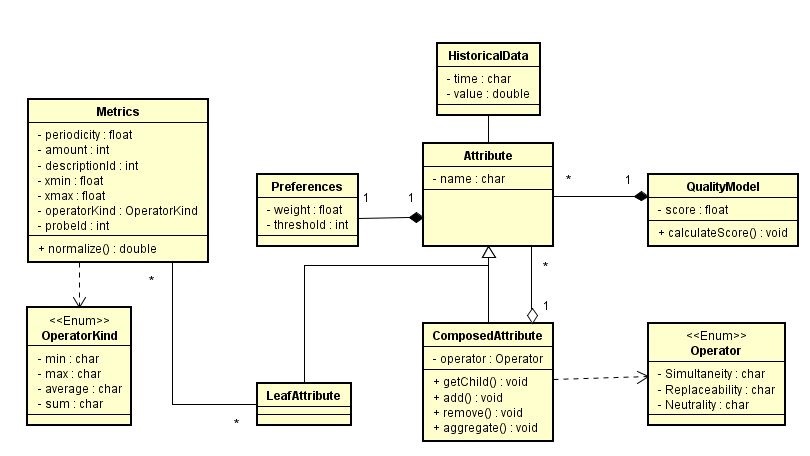 HistoricalData
- time : char
- value : double
Metrics
- periodicity : float
- amount : int
- descriptionId : int
- xmin : float
- xmax : float
- operatorKind : OperatorKind
- probeId : int
+ normalize() : double
Attribute
- name : char
Preferences
- weight : float
- threshold : int
1
1
*
1
QualityModel
- score : float
+ calculateScore() : void
*
*
1
<<Enum>>
OperatorKind
- min : char
- max : char
- average : char
- sum : char
LeafAttribute
*
ComposedAttribute
- operator : Operator
+ getChild() : void
+ add() : void
+ remove() : void
+ aggregate() : void
<<Enum>>
Operator
- Simultaneity : char
- Replaceability : char
- Neutrality : char